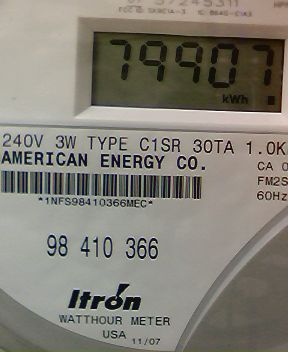 79907
kWh
240V 3W TYPE C1SR 30TA 1.0K
AMERICAN ENERGY CO.
CA 0
FM2S
60Hz
*1NFS98410366MEC*
98 410 366
Itrón
WATTHOUR METER
USA 11/07